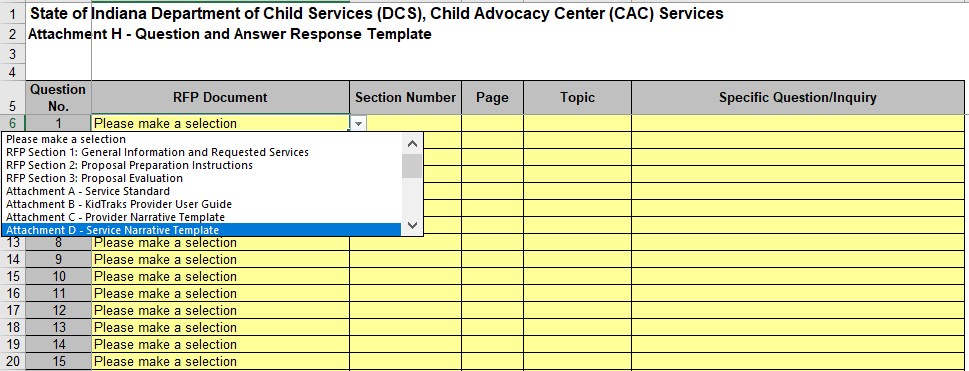 1 State of Indiana Department of Child Services (DCS), Child Advocacy Center (CAC) Services
2 Attachment H - Question and Answer Response Template
3
4
5 Question No. RFP Document Section Number Page Topic Specific Question/Inquiry
6 1 Please make a selection
Please make a selection
RFP Section 1: General Information and Requested Services
RFP Section 2: Proposal Preparation Instructions
RFP Section 3: Proposal Evaluation
Attachment A - Service Standard
Attachment B - KidTraks Provider User Guide
Attachment C - Provider Narrative Template
Attachment D - Service Narrative Template
13 8 Please make a selection
14 9 Please make a selection
15 10 Please make a selection
16 11 Please make a selection
17 12 Please make a selection
18 13 Please make a selection
19 14 Please make a selection
20 15 Please make a selection